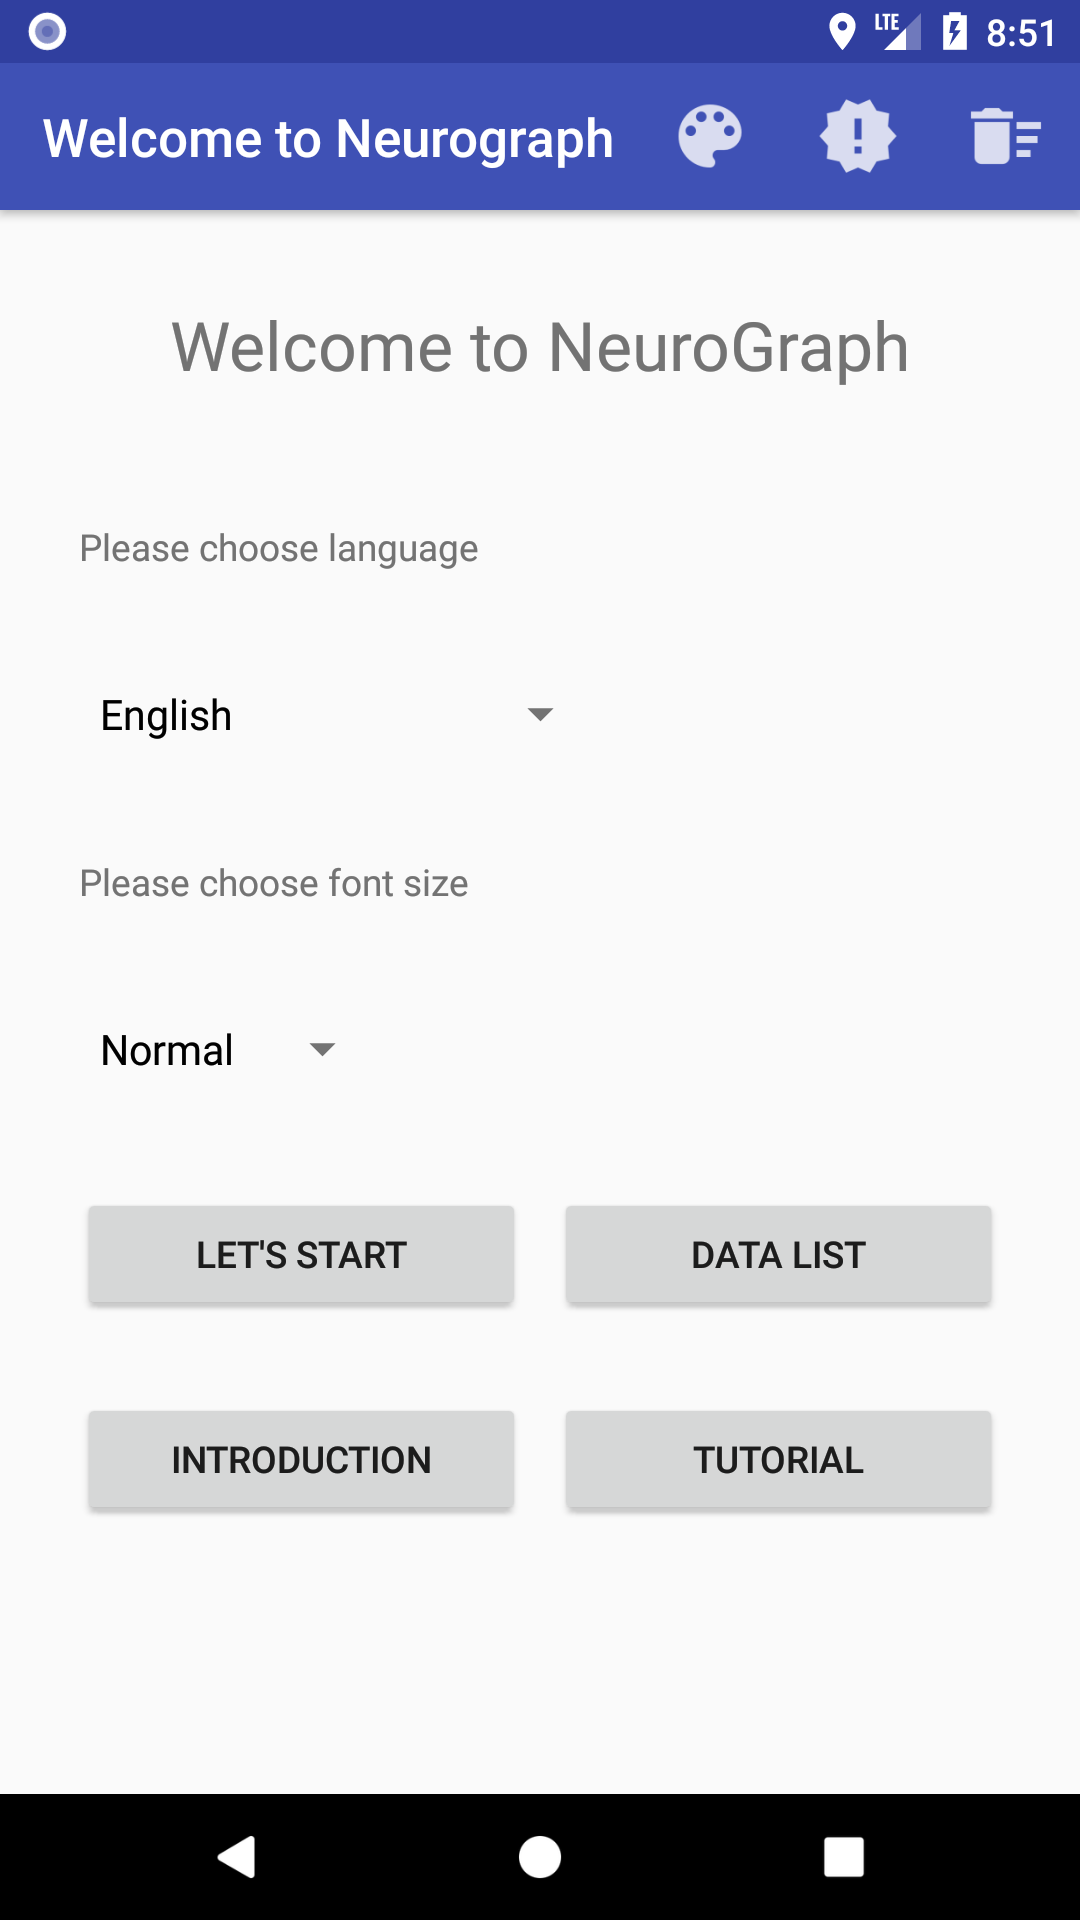 LTE 8:51
Welcome to Neurograph
Welcome to NeuroGraph
Please choose language
English
Please choose font size
Normal
LET'S START DATA LIST
INTRODUCTION TUTORIAL